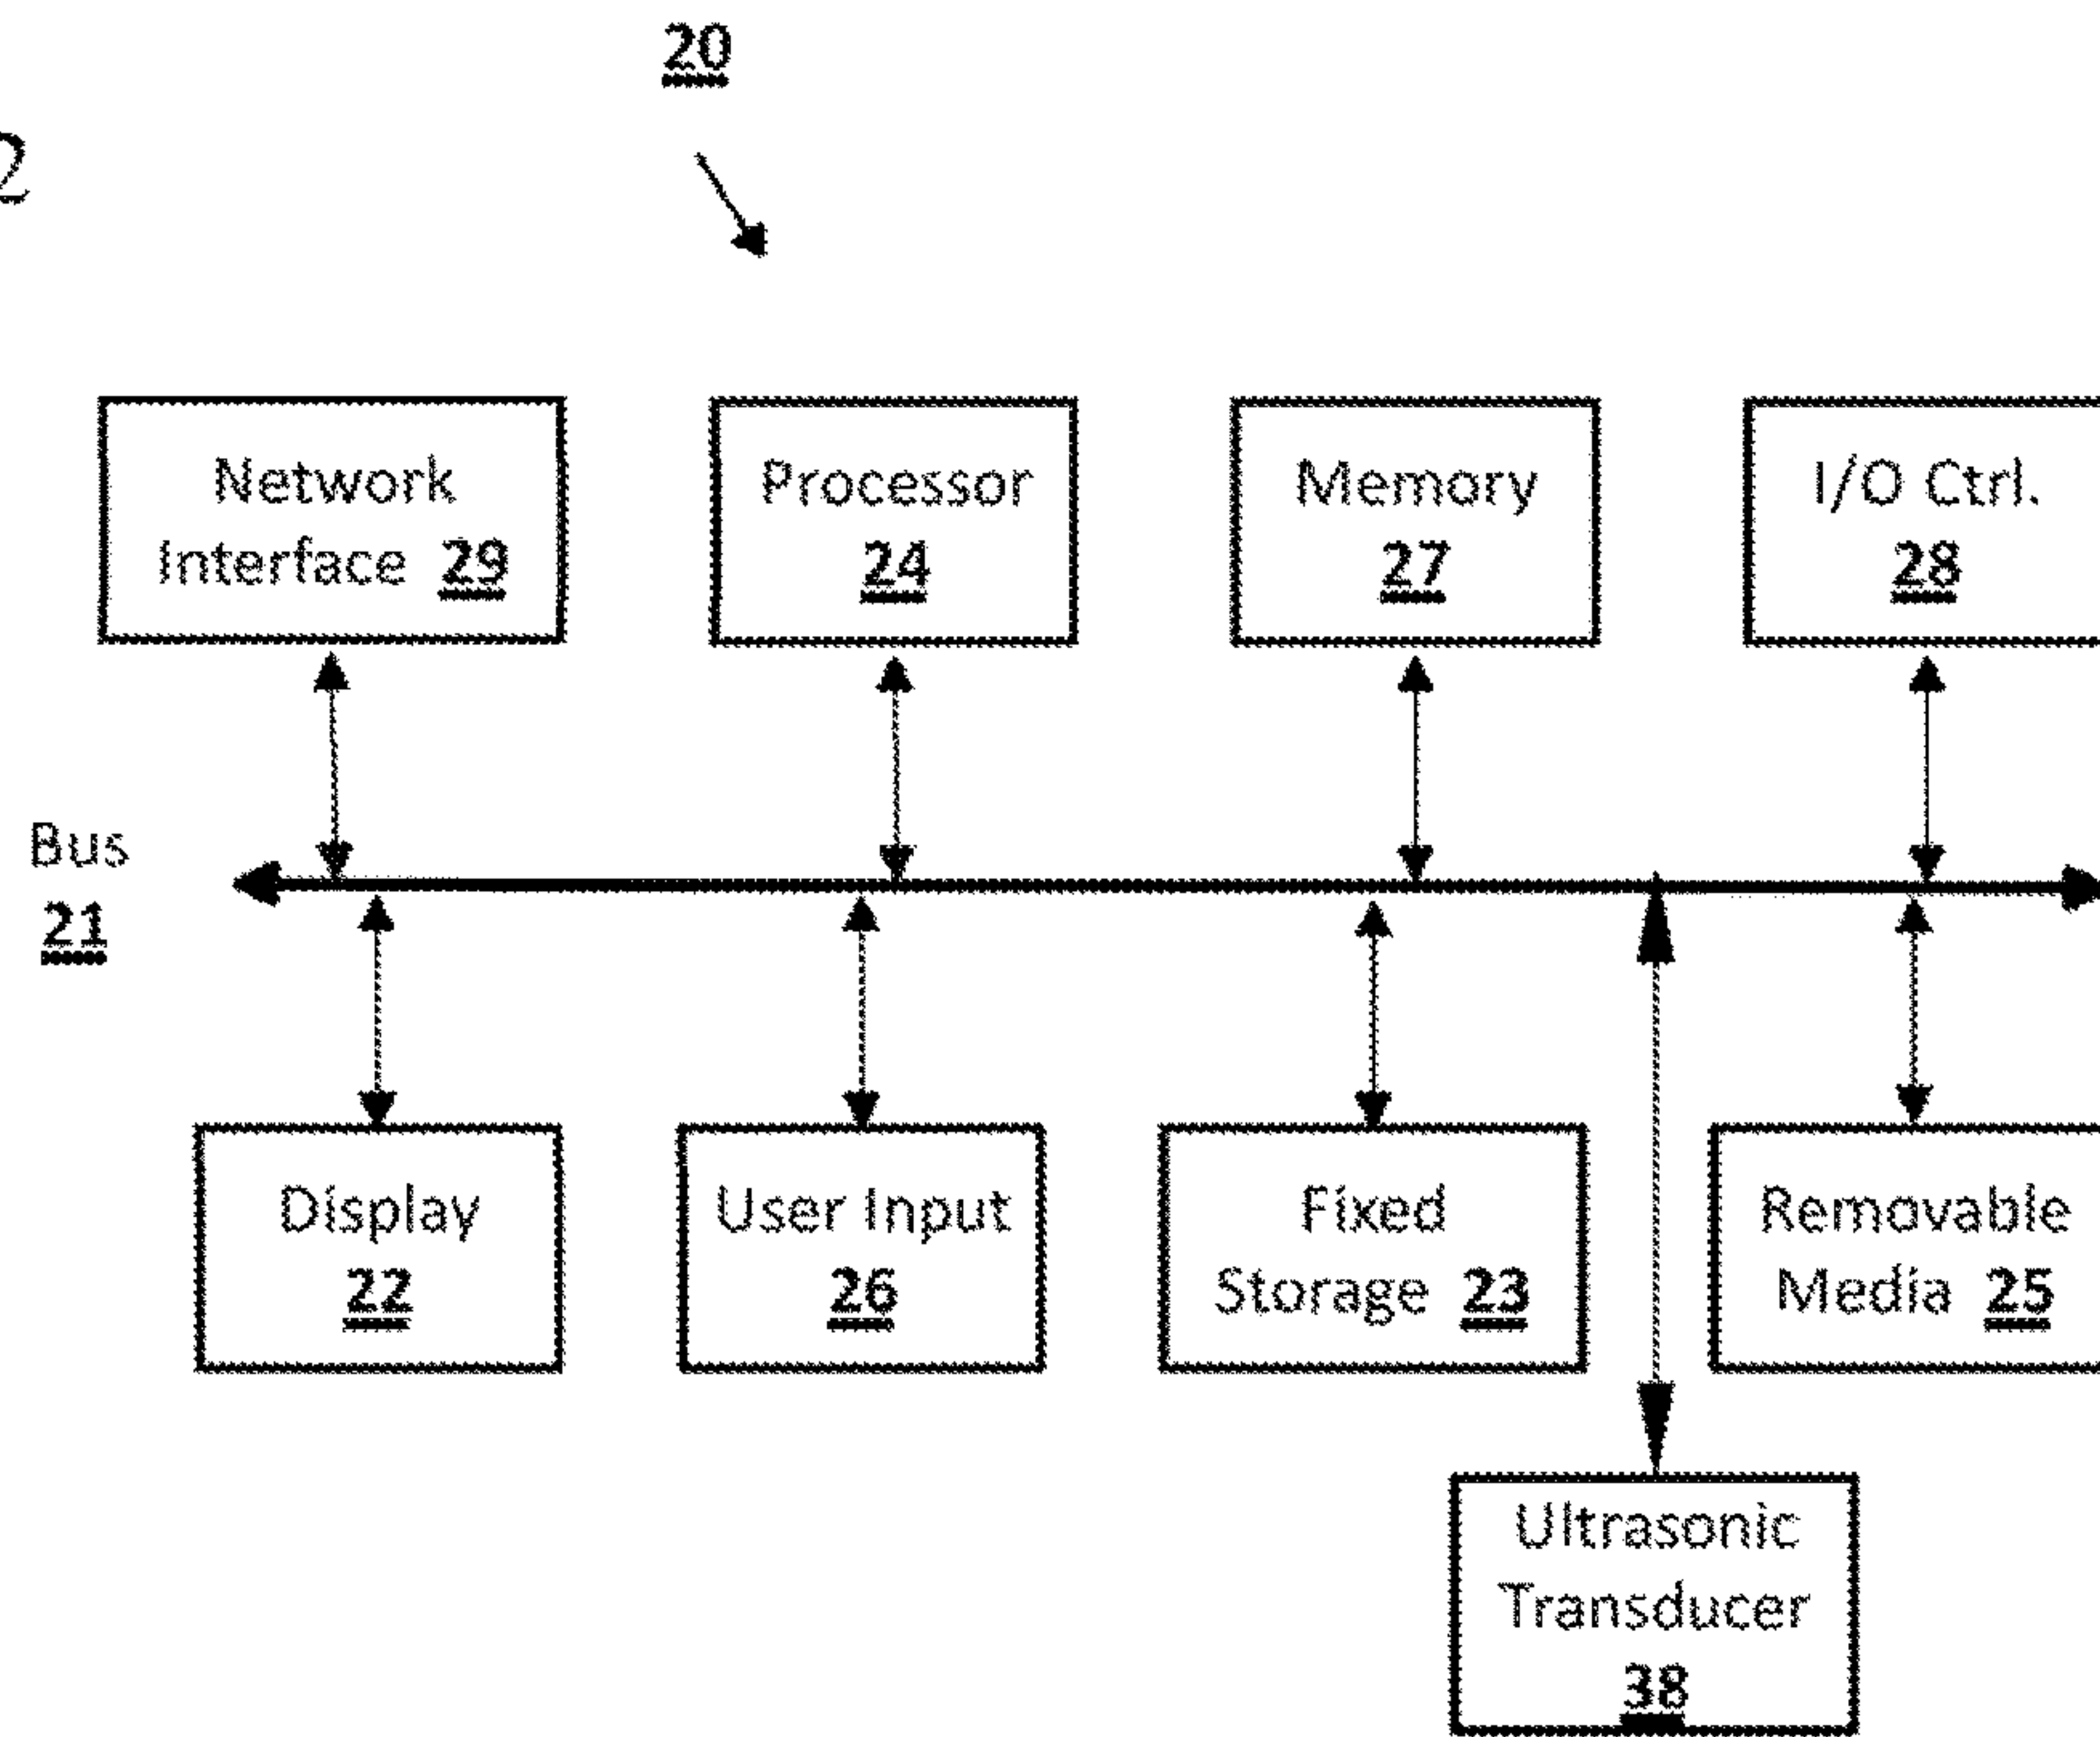 20
2
Network
Interface 29
Processor
24
Memory
27
I/O Ctrl.
28
Bus
21
Display
22
User Input
26
Fixed
Storage 23
Removable
Media 25
Ultrasonic
Transducer
38